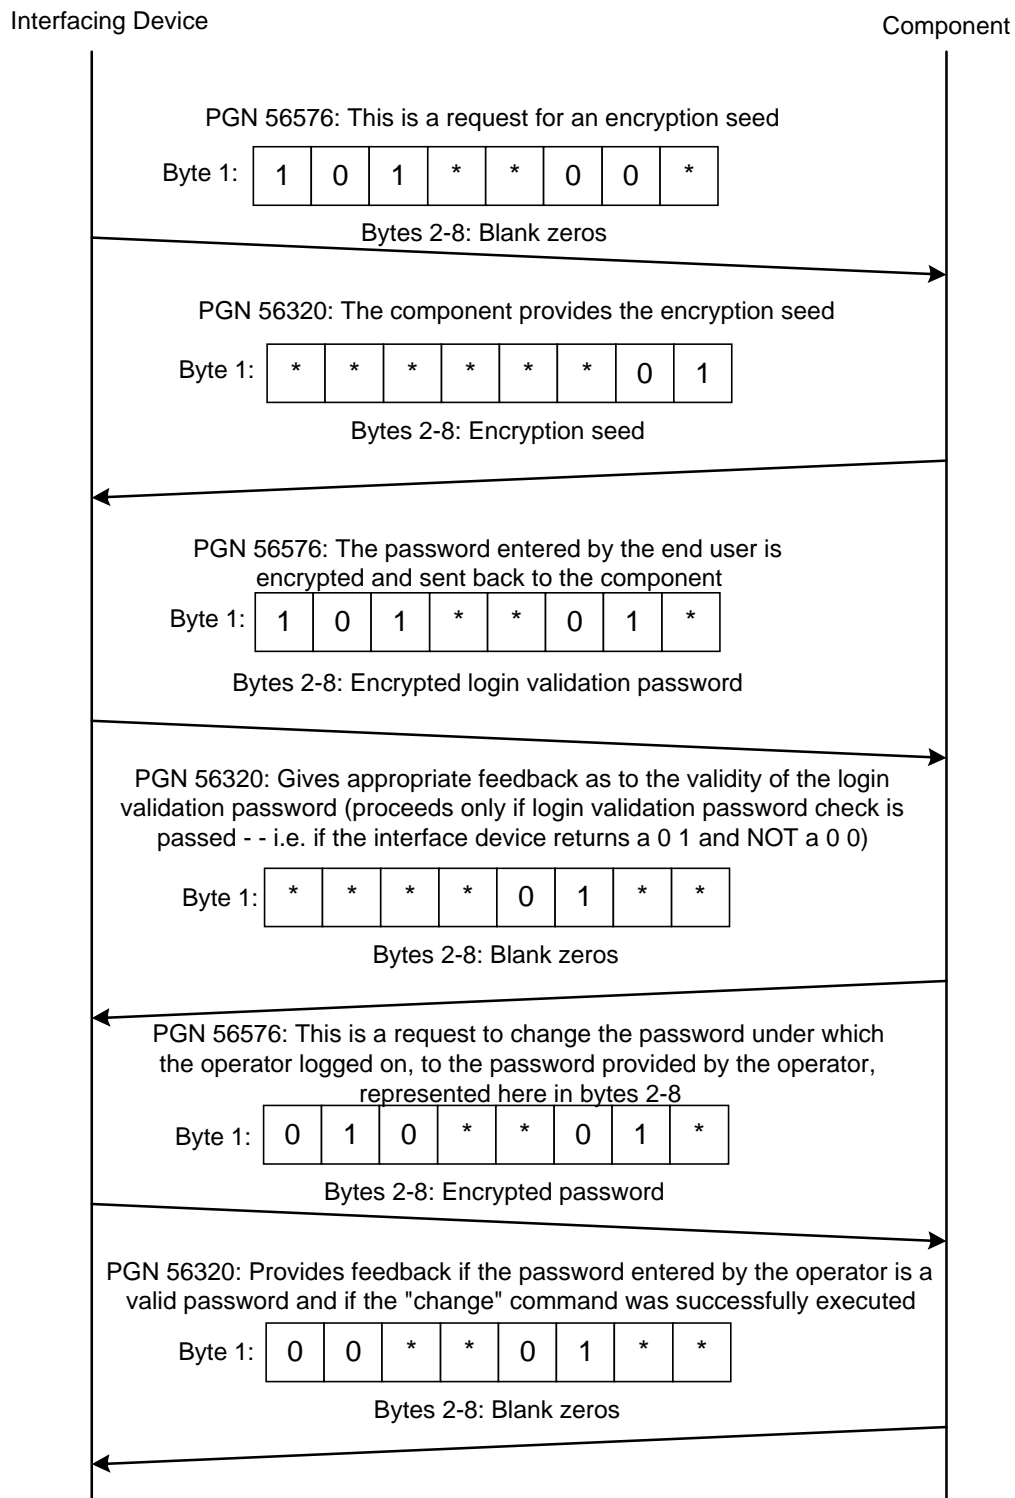 Interfacing Device
Component
PGN 56576: This is a request for an encryption seed
Byte 1: 1 0 1 * * 0 0 *
Bytes 2-8: Blank zeros
PGN 56320: The component provides the encryption seed
Byte 1: * * * * * * 0 1
Bytes 2-8: Encryption seed
PGN 56576: The password entered by the end user is
encrypted and sent back to the component
Byte 1: 1 0 1 * * 0 1 *
Bytes 2-8: Encrypted login validation password
PGN 56320: Gives appropriate feedback as to the validity of the login
validation password (proceeds only if login validation password check is
passed - - i.e. if the interface device returns a 0 1 and NOT a 0 0)
Byte 1: * * * * 0 1 * *
Bytes 2-8: Blank zeros
PGN 56576: This is a request to change the password under which
the operator logged on, to the password provided by the operator,
represented here in bytes 2-8
Byte 1: 0 1 0 * * 0 1 *
Bytes 2-8: Encrypted password
PGN 56320: Provides feedback if the password entered by the operator is a
valid password and if the "change" command was successfully executed
Byte 1: 0 0 * * 0 1 * *
Bytes 2-8: Blank zeros